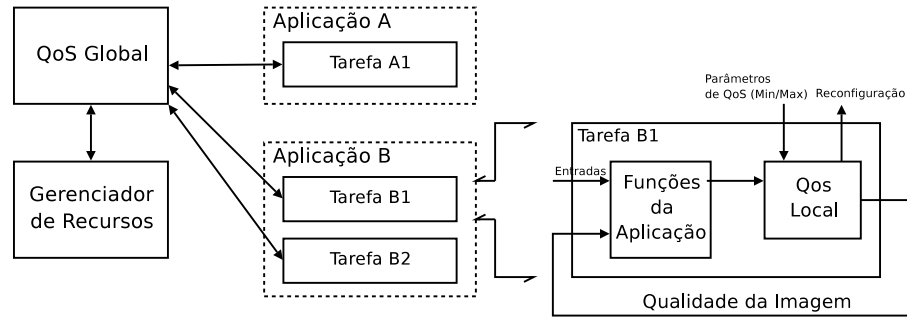 QoS Global
Gerenciador
de Recursos
Aplicação A
Tarefa A1
Aplicação B
Tarefa B1
Tarefa B2
Parâmetros
de QoS (Min/Max)
Reconfiguração
Tarefa B1
Entradas
Funções
da
Aplicação
Qos
Local
Qualidade da Imagem